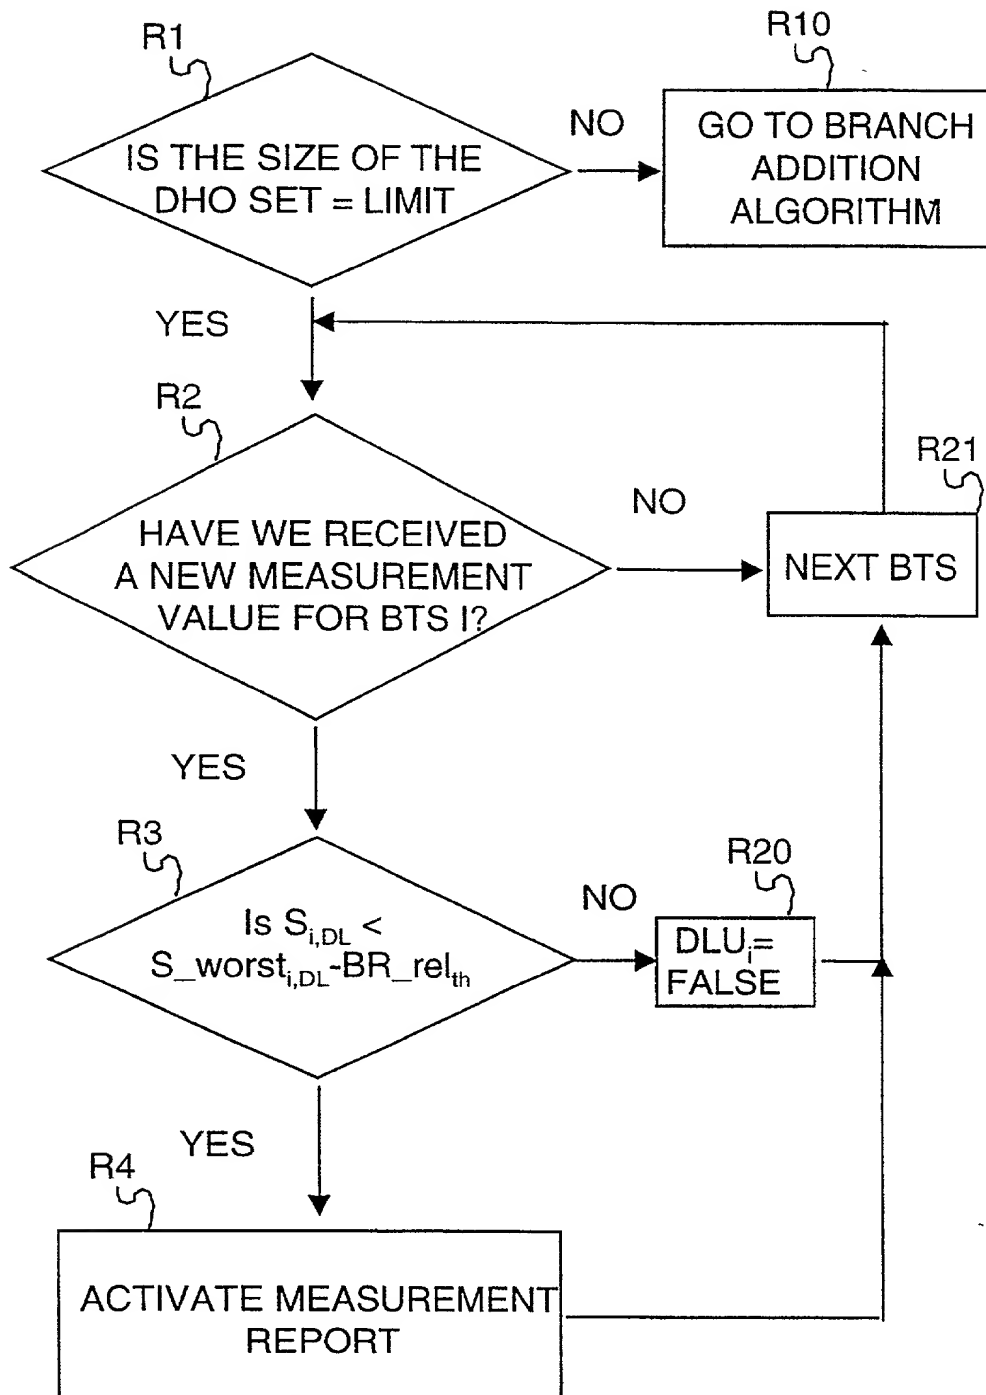 R1
R10
IS THE SIZE OF THE
DHO SET = LIMIT
NO
GO TO BRANCH
ADDITION
ALGORITHM
YES
R2
R21
HAVE WE RECEIVED
A NEW MEASUREMENT
VALUE FOR BTS I?
NO
NEXT BTS
YES
R3
R20
Is S_{i,DL} <
S_worst_{i,DL}-BR_rel_{th}
NO
DLU_i=
FALSE
YES
R4
ACTIVATE MEASUREMENT
REPORT